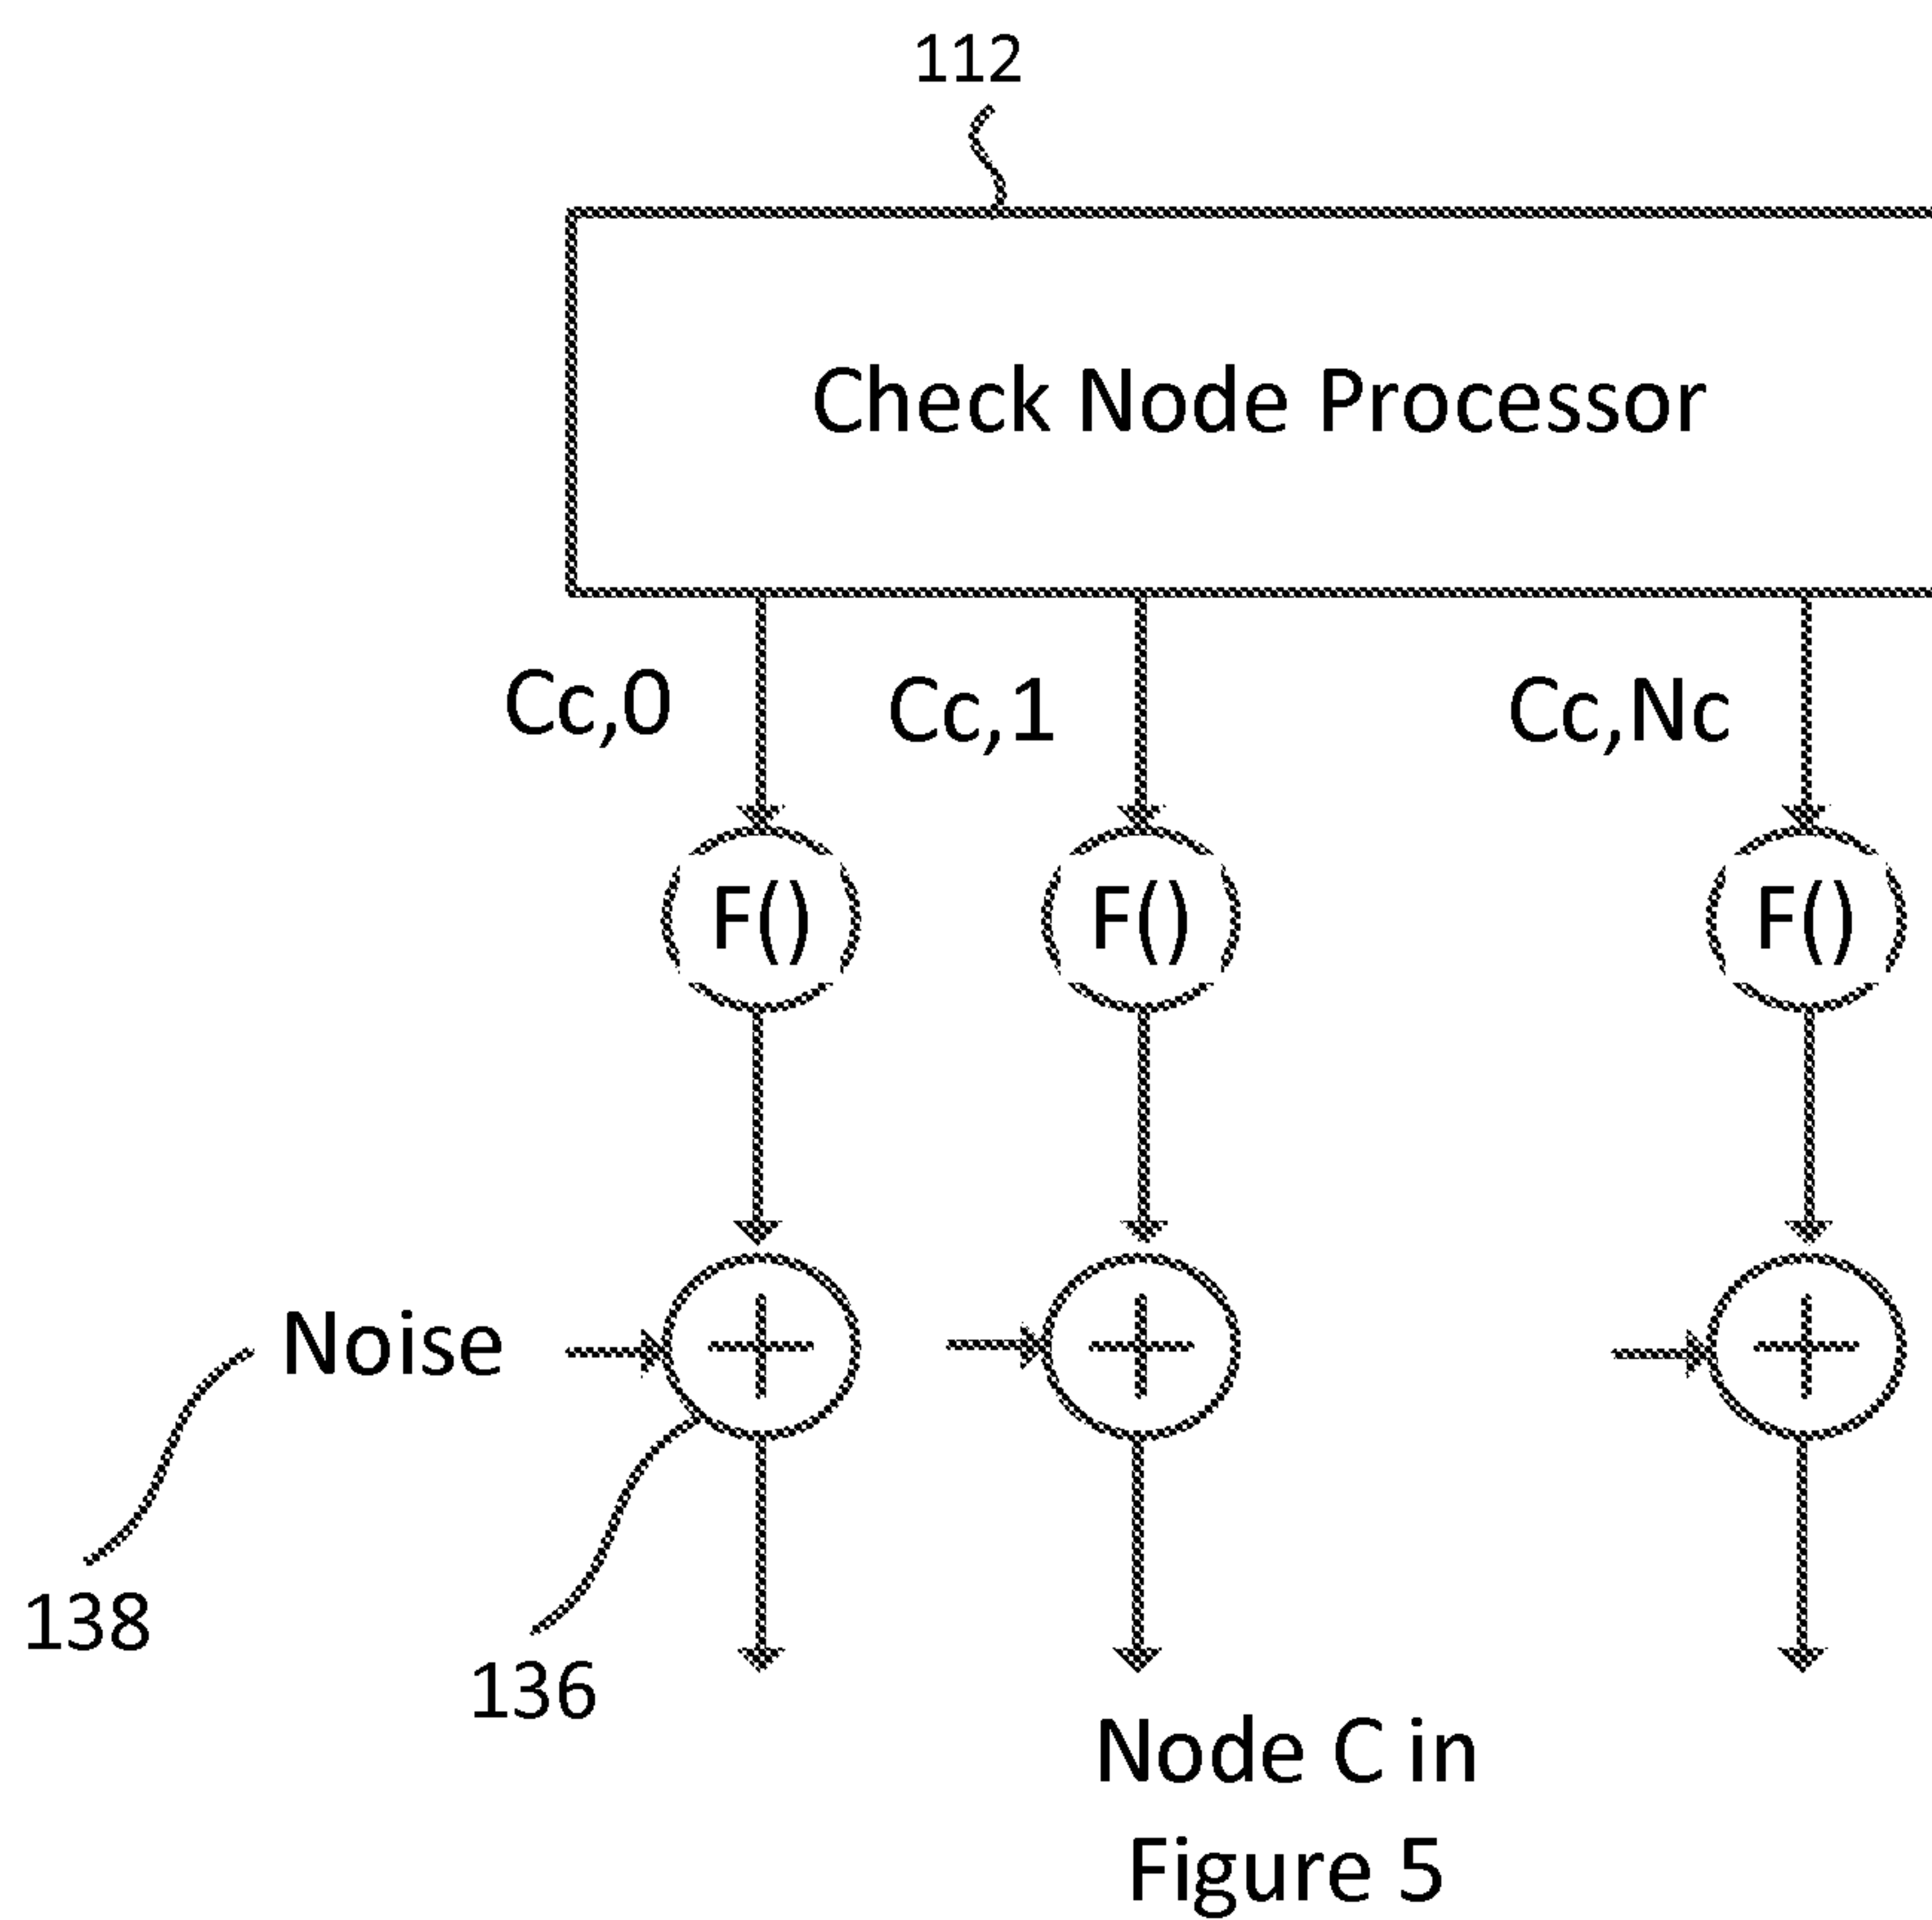 112
Check Node Processor
Cc,0
Cc,1
Cc,Nc
F()
F()
F()
Noise
138
136
Node C in
Figure 5